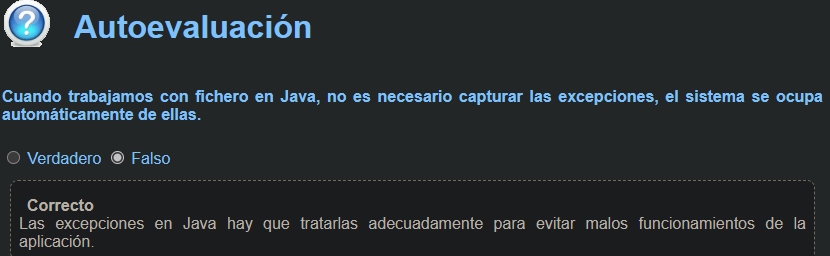 Autoevaluación
Cuando trabajamos con fichero en Java, no es necesario capturar las excepciones, el sistema se ocupa
automáticamente de ellas.
Verdadero Falso
Correcto
Las excepciones en Java hay que tratarlas adecuadamente para evitar malos funcionamientos de la
aplicación.